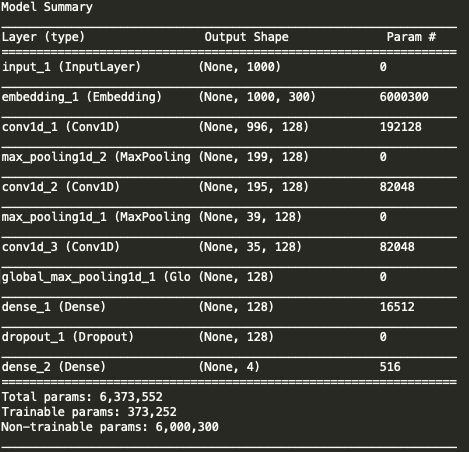 Model Summary
Layer (type) Output Shape Param #
input_1 (InputLayer) (None, 1000) 0
embedding_1 (Embedding) (None, 1000, 300) 6000300
conv1d_1 (Conv1D) (None, 996, 128) 192128
max_pooling1d_2 (MaxPooling (None, 199, 128) 0
conv1d_2 (Conv1D) (None, 195, 128) 82048
max_pooling1d_1 (MaxPooling (None, 39, 128) 0
conv1d_3 (Conv1D) (None, 35, 128) 82048
global_max_pooling1d_1 (Glo (None, 128) 0
dense_1 (Dense) (None, 128) 16512
dropout_1 (Dropout) (None, 128) 0
dense_2 (Dense) (None, 4) 516
Total params: 6,373,552
Trainable params: 373,252
Non-trainable params: 6,000,300